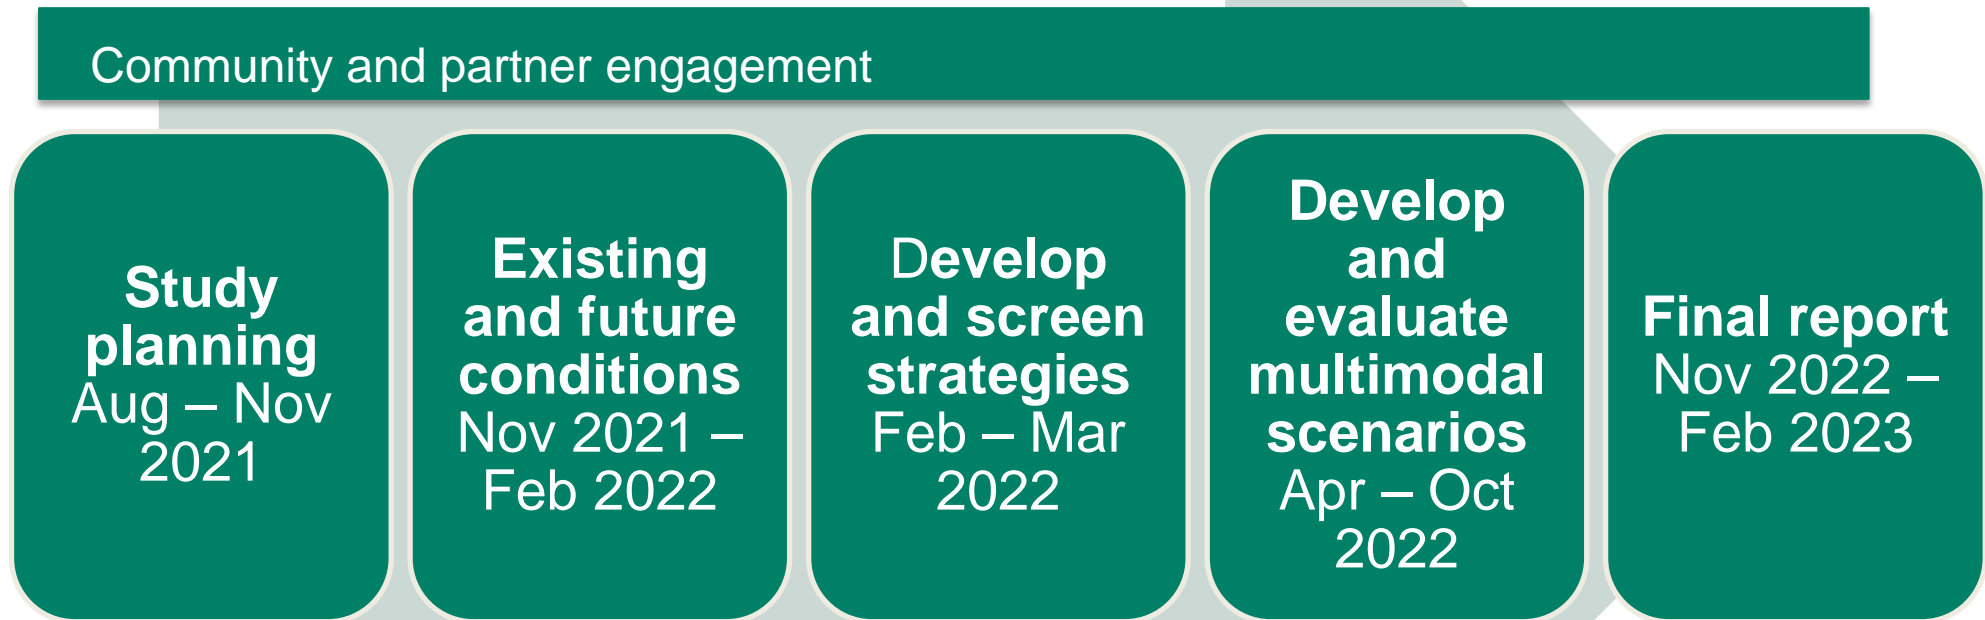 Community and partner engagement
Study
planning
Aug – Nov
2021
Existing
and future
conditions
Nov 2021 –
Feb 2022
Develop
and screen
strategies
Feb – Mar
2022
Develop
and
evaluate
multimodal
scenarios
Apr – Oct
2022
Final report
Nov 2022 –
Feb 2023